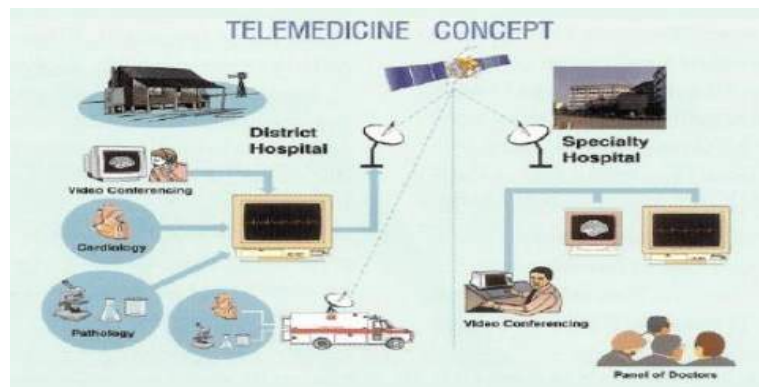 TELEMEDICINE CONCEPT
District
Hospital
Specialty
Hospital
Video Conferencing
Cardiology
Pathology
Video Conferencing
Panel of Doctors